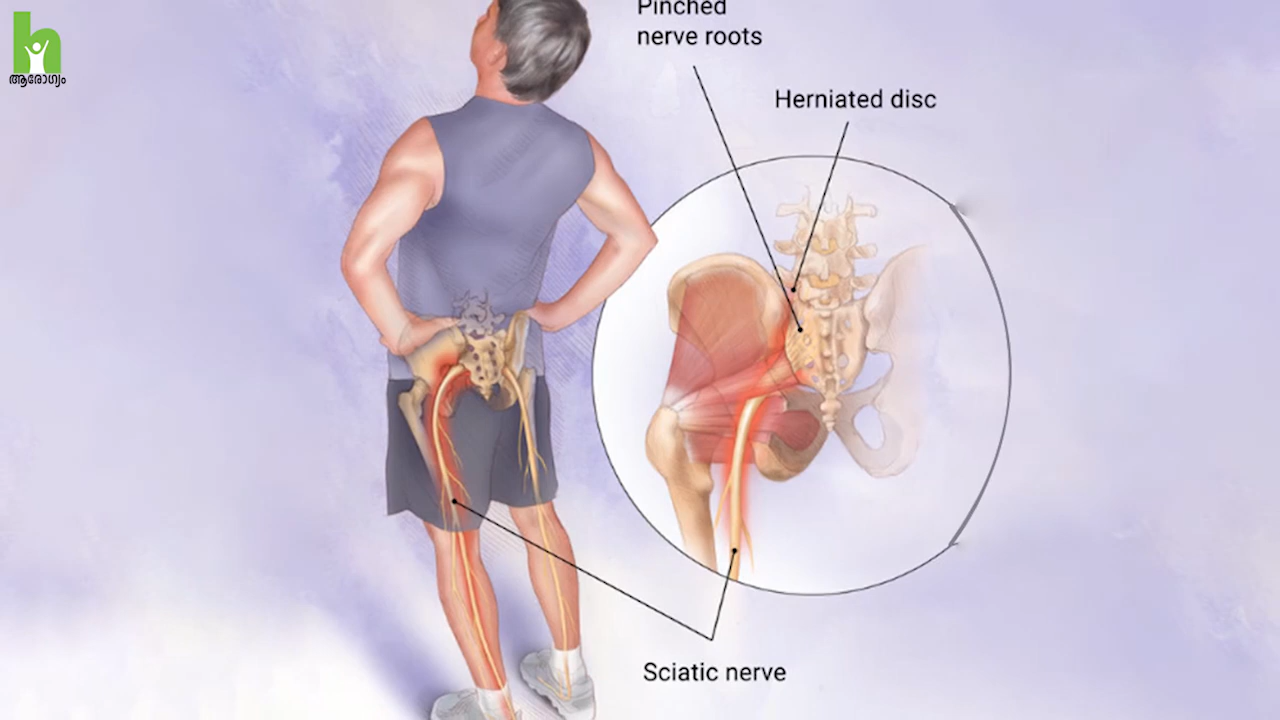 h
ആരോഗ്യം
Pinched
nerve roots
Herniated disc
Sciatic nerve